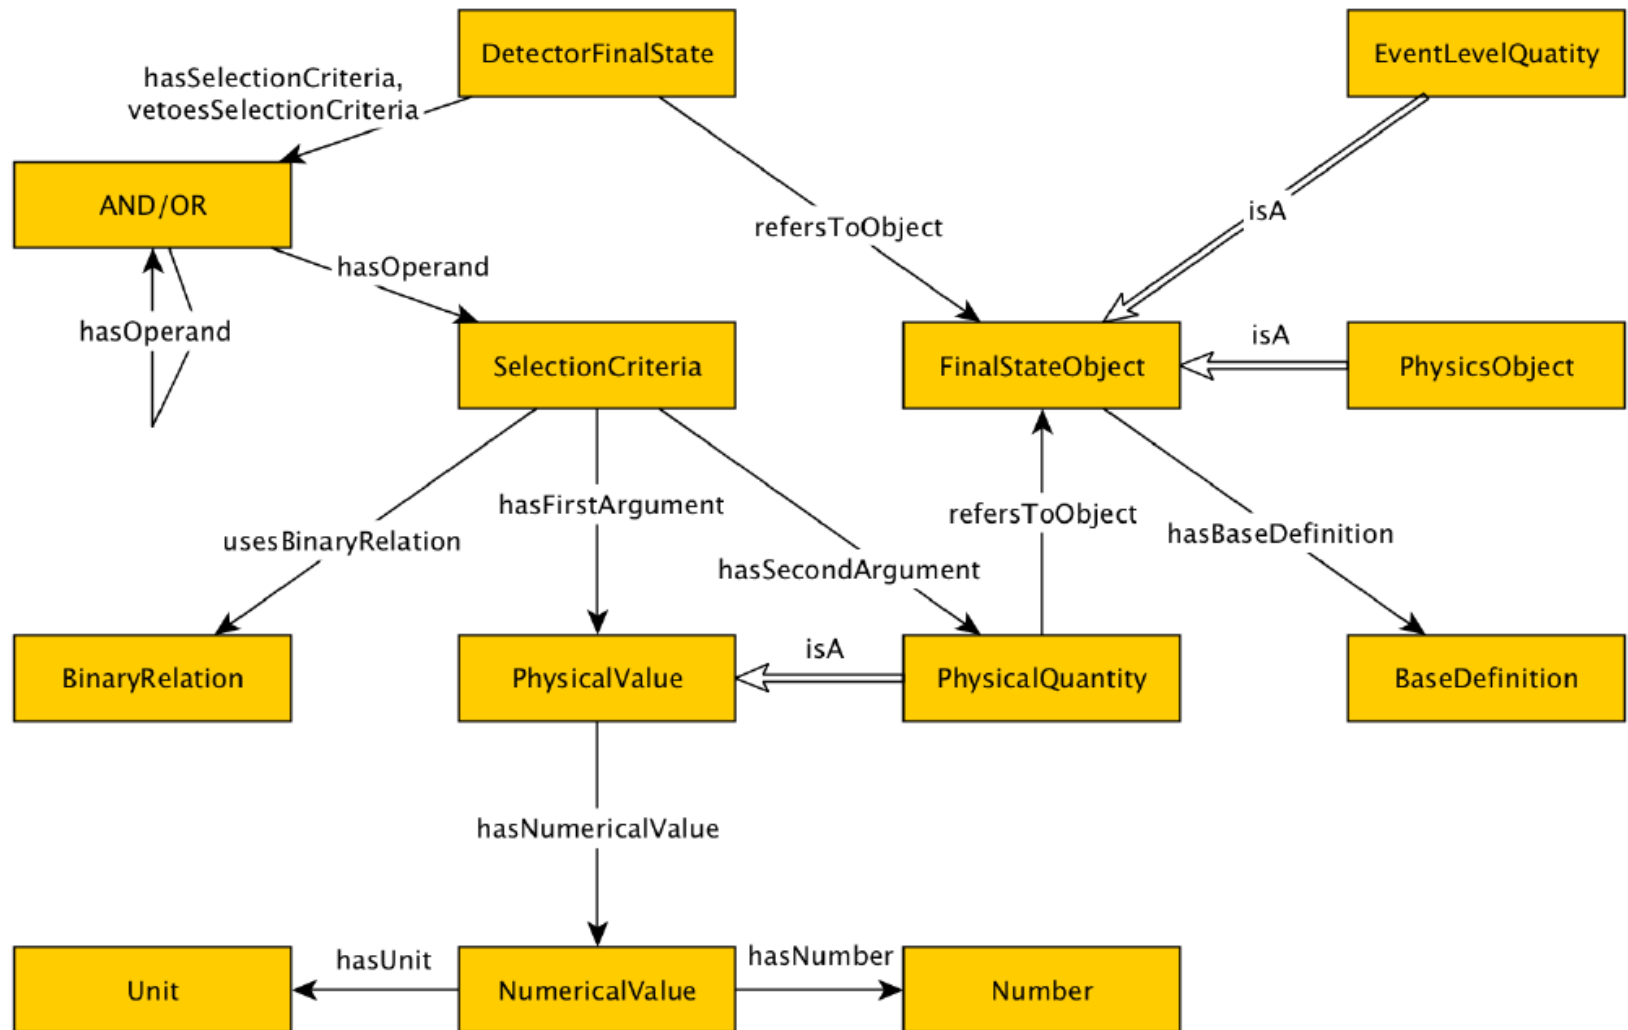 DetectorFinalState
EventLevelQuatity
hasSelectionCriteria,
vetoesSelectionCriteria
AND/OR
isA
refersToObject
hasOperand
hasOperand
isA
SelectionCriteria
FinalStateObject
PhysicsObject
hasFirstArgument
refersToObject
hasBaseDefinition
usesBinaryRelation
hasSecondArgument
isA
BinaryRelation
PhysicalValue
PhysicalQuantity
BaseDefinition
hasNumericalValue
hasUnit
hasNumber
Unit
NumericalValue
Number